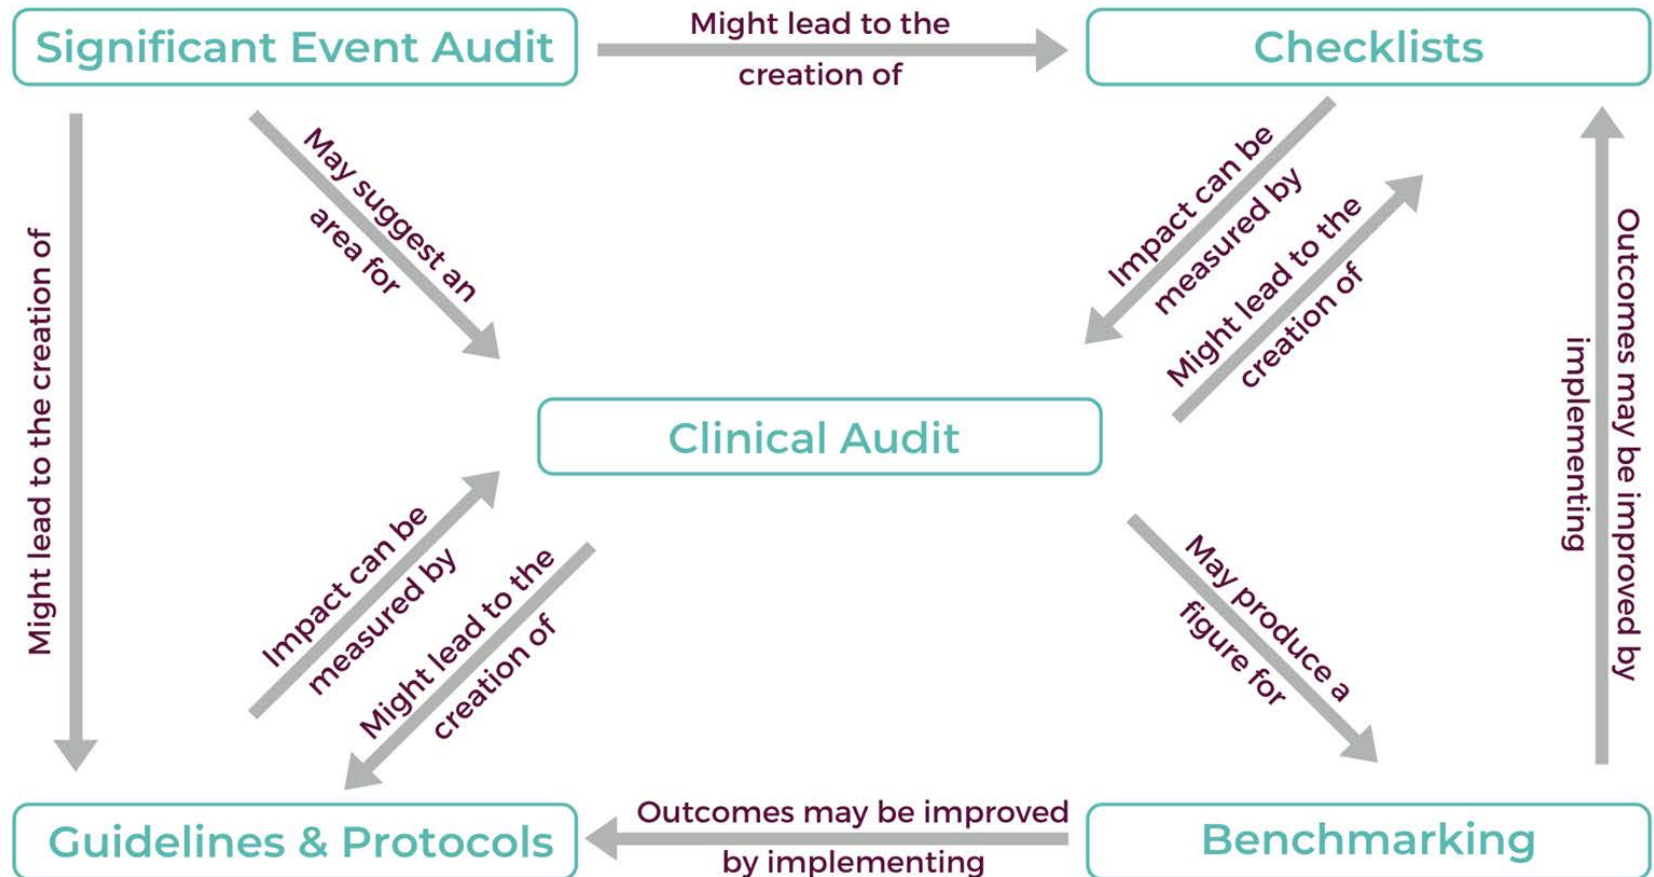 Significant Event Audit
Might lead to the
creation of
Checklists
May suggest an
area for
Impact can be
measured by
Might lead to the
creation of
Might lead to the creation of
Outcomes may be improved by
implementing
Clinical Audit
Impact can be
measured by
Might lead to the
creation of
May produce a
figure for
Guidelines & Protocols
Outcomes may be improved
by implementing
Benchmarking